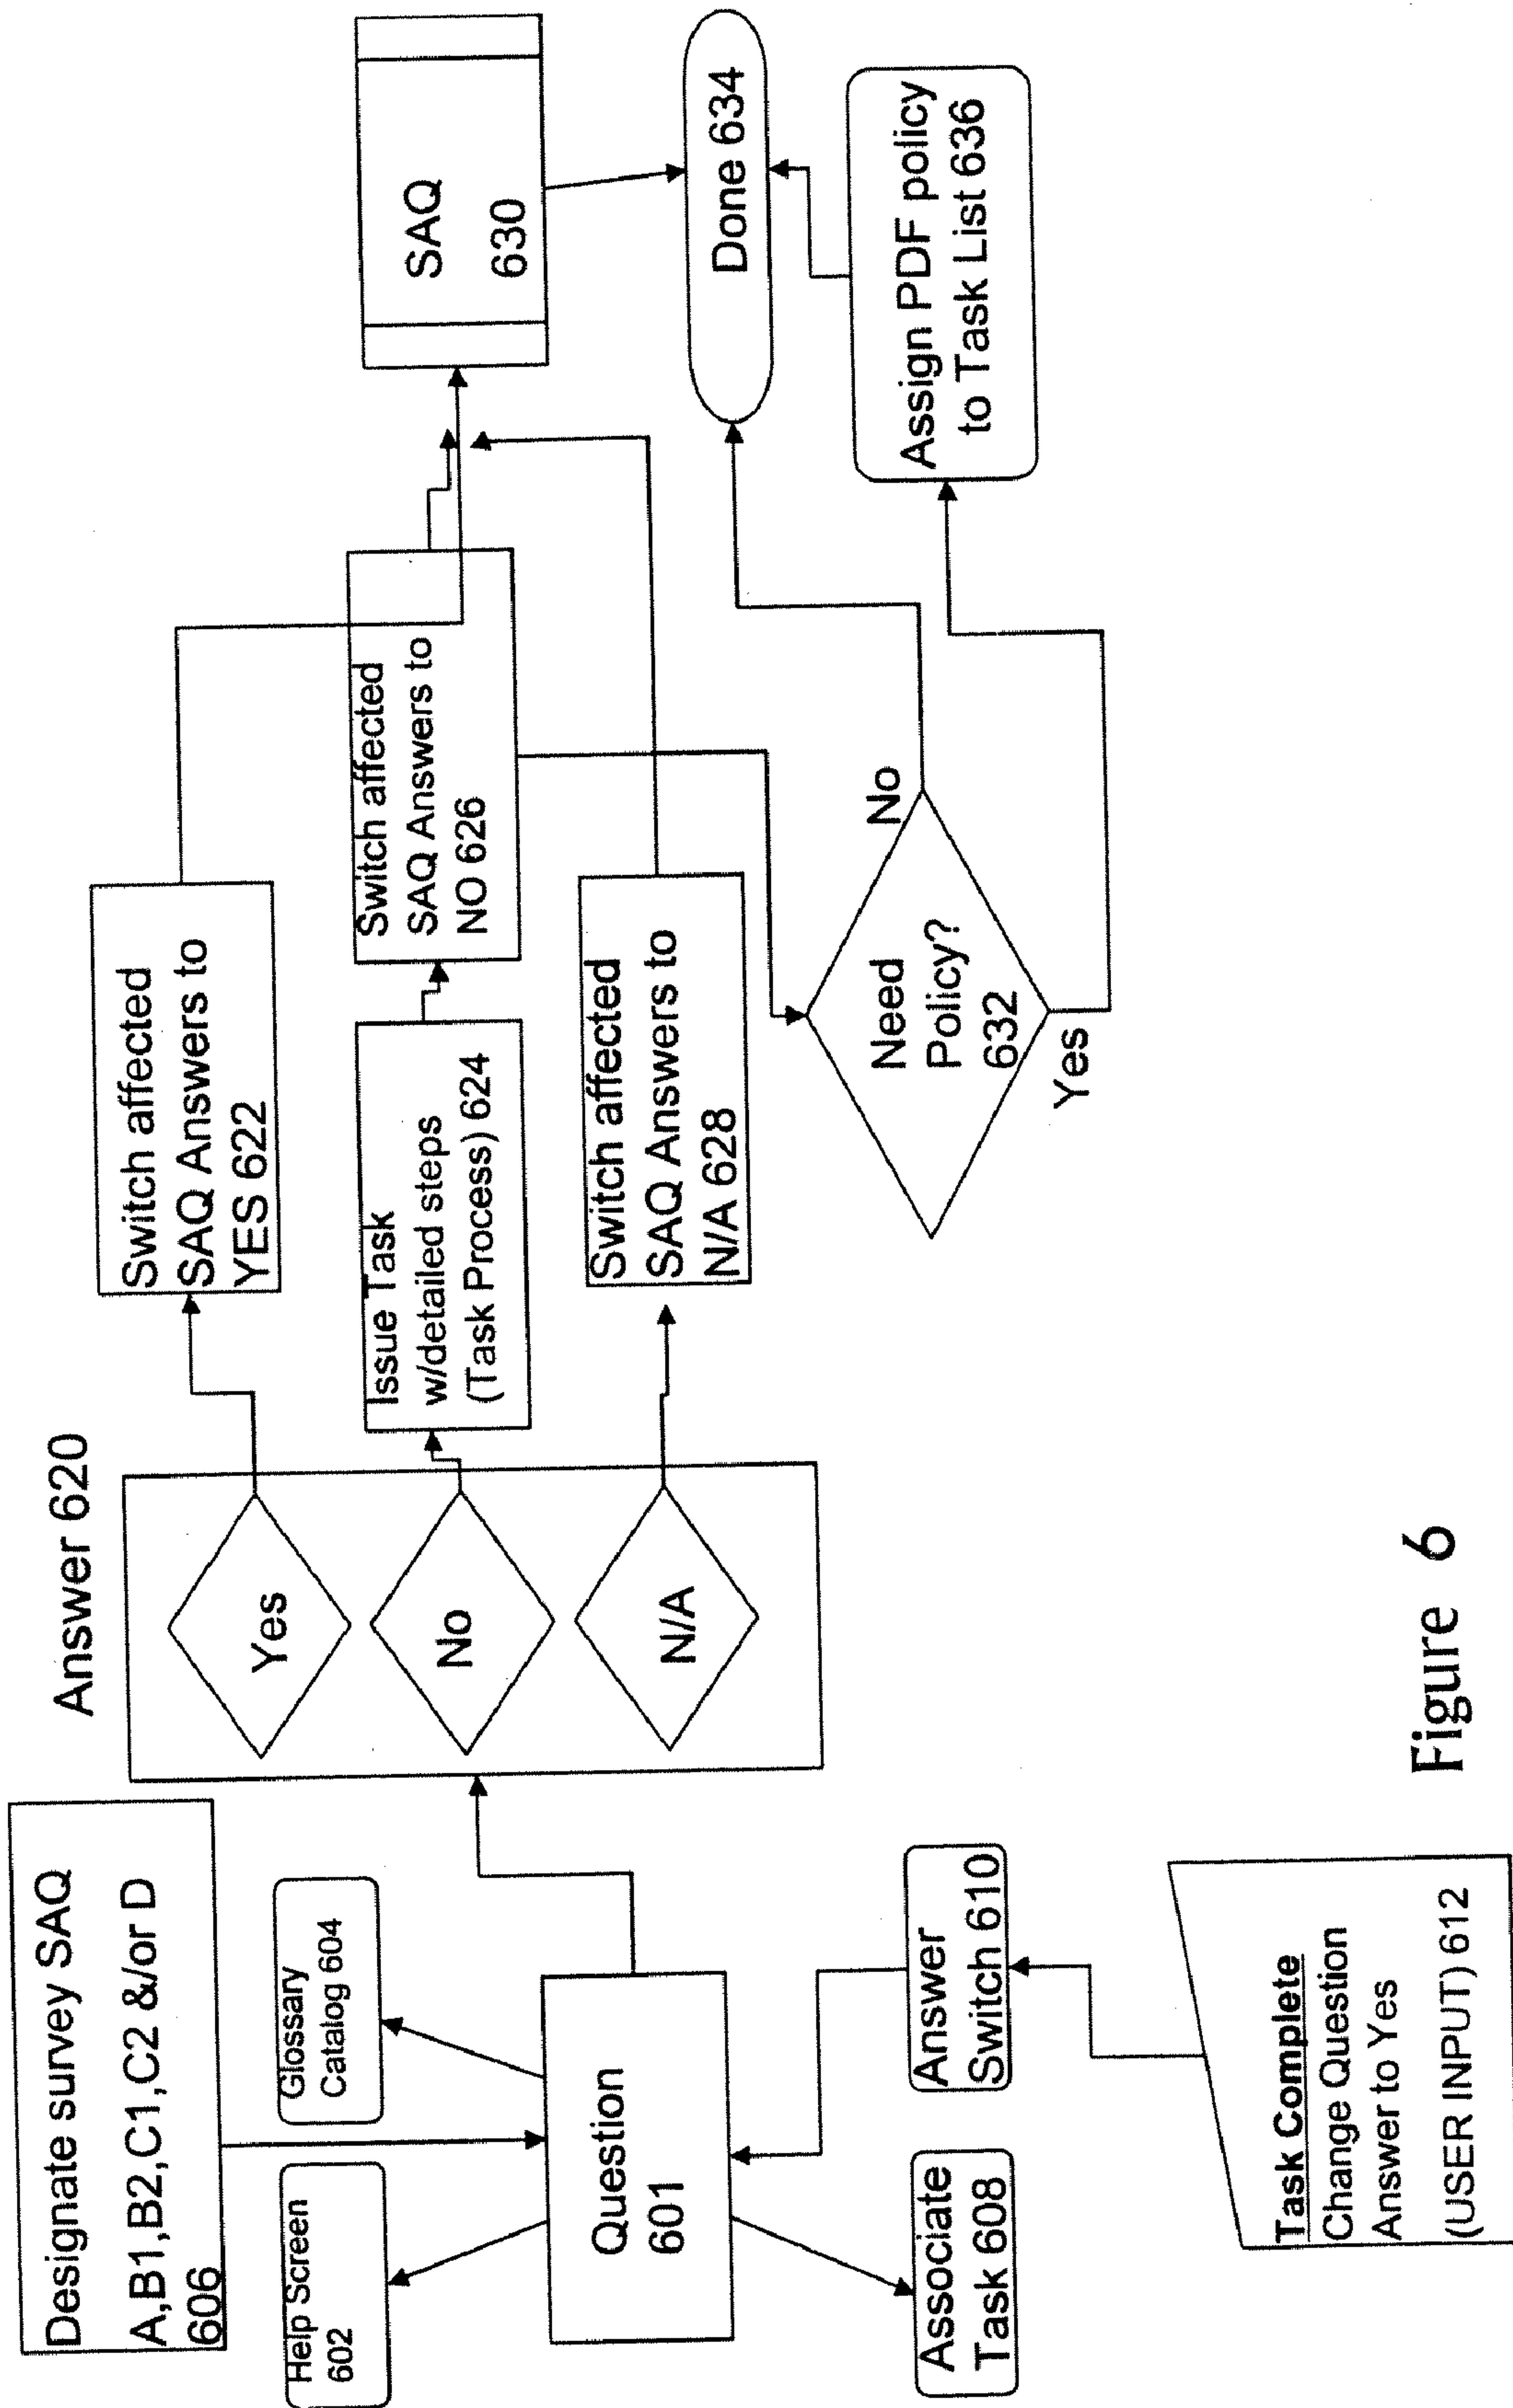 Designate survey SAQ
A,B1,B2,C1,C2 &/or D
606
Help Screen
602
Glossary
Catalog 604
Question
601
Associate
Task 608
Answer
Switch 610
Task Complete
Change Question
Answer to Yes
(USER INPUT) 612
Answer 620
Yes
No
N/A
Switch affected
SAQ Answers to
YES 622
Issue Task
w/detailed steps
(Task Process) 624
Switch affected
SAQ Answers to
NO 626
Switch affected
SAQ Answers to
N/A 628
SAQ
630
Need
Policy?
632
No
Yes
Done 634
Assign PDF policy
to Task List 636
Figure 6